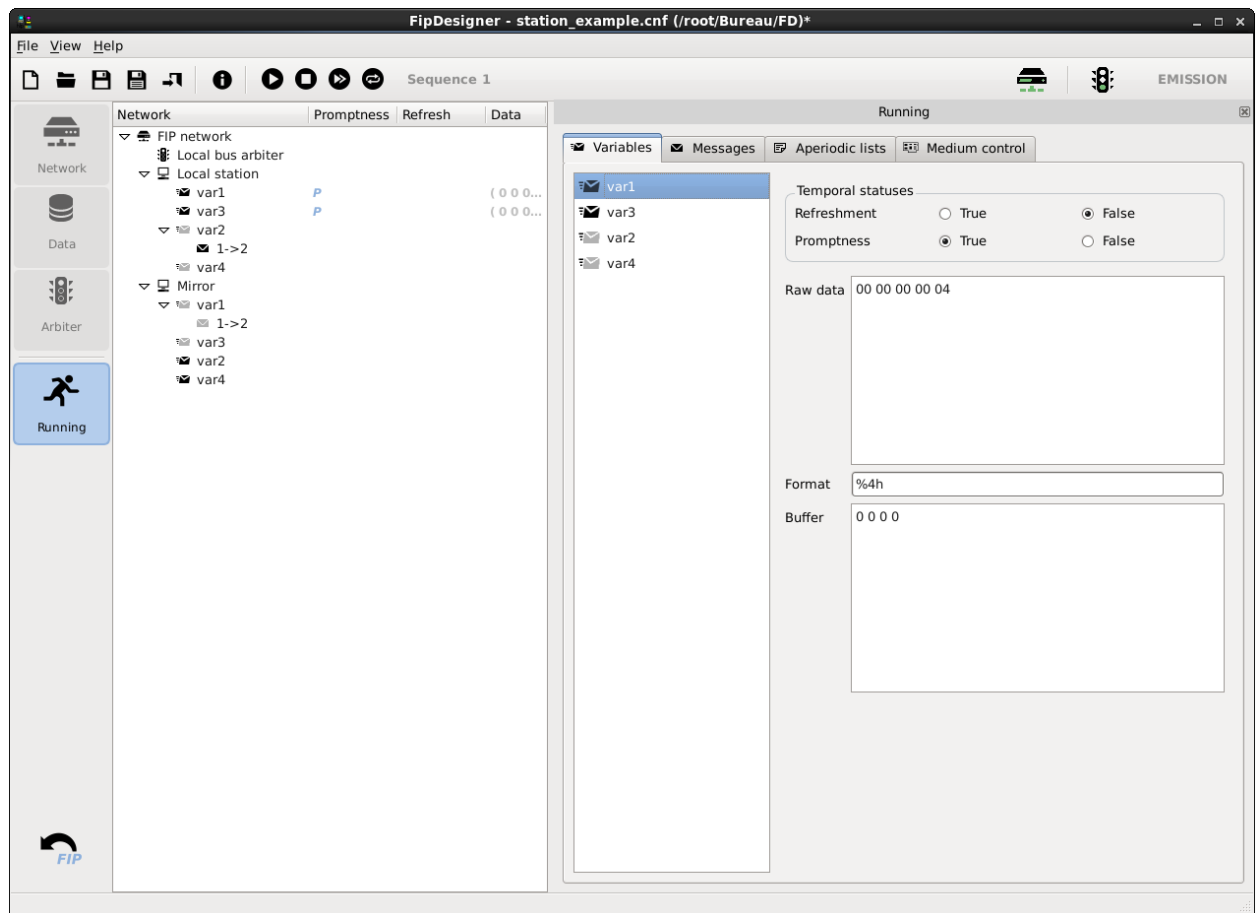 FipDesigner - station_example.cnf (/root/Bureau/FD)*
File View Help
Sequence 1
EMISSION
Network
Data
Arbiter
Running
FIP
Network Promptness Refresh Data
FIP network
Local bus arbiter
Local station
var1 P ( 0 0 0...
var3 P ( 0 0 0...
var2
1->2
var4
Mirror
var1
1->2
var3
var2
var4
Running
Variables Messages Aperiodic lists Medium control
var1
var3
var2
var4
Temporal statuses
Refreshment True False
Promptness True False
Raw data 00 00 00 00 04
Format %4h
Buffer 0 0 0 0